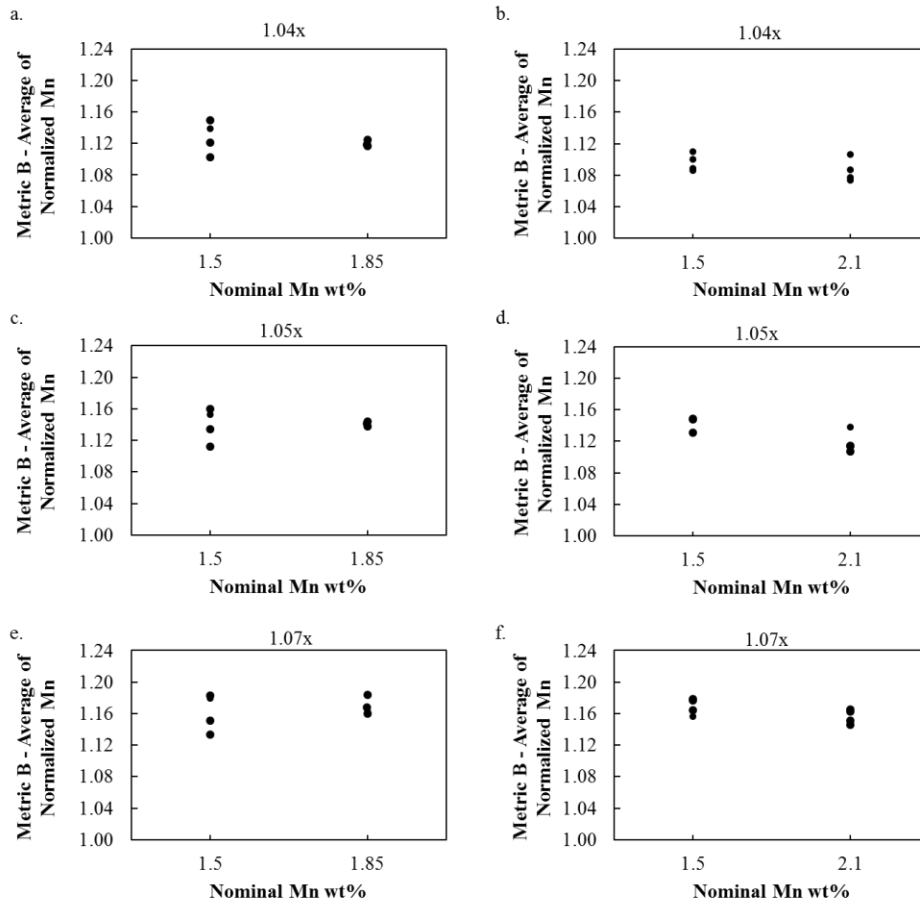 a.
1.04x
Metric B - Average of
Normalized Mn
1.24
1.20
1.16
1.12
1.08
1.04
1.00
1.5 1.85
Nominal Mn wt%
b.
1.04x
Metric B - Average of
Normalized Mn
1.24
1.20
1.16
1.12
1.08
1.04
1.00
1.5 2.1
Nominal Mn wt%
c.
1.05x
Metric B - Average of
Normalized Mn
1.24
1.20
1.16
1.12
1.08
1.04
1.00
1.5 1.85
Nominal Mn wt%
d.
1.05x
Metric B - Average of
Normalized Mn
1.24
1.20
1.16
1.12
1.08
1.04
1.00
1.5 2.1
Nominal Mn wt%
e.
1.07x
Metric B - Average of
Normalized Mn
1.24
1.20
1.16
1.12
1.08
1.04
1.00
1.5 1.85
Nominal Mn wt%
f.
1.07x
Metric B - Average of
Normalized Mn
1.24
1.20
1.16
1.12
1.08
1.04
1.00
1.5 2.1
Nominal Mn wt%